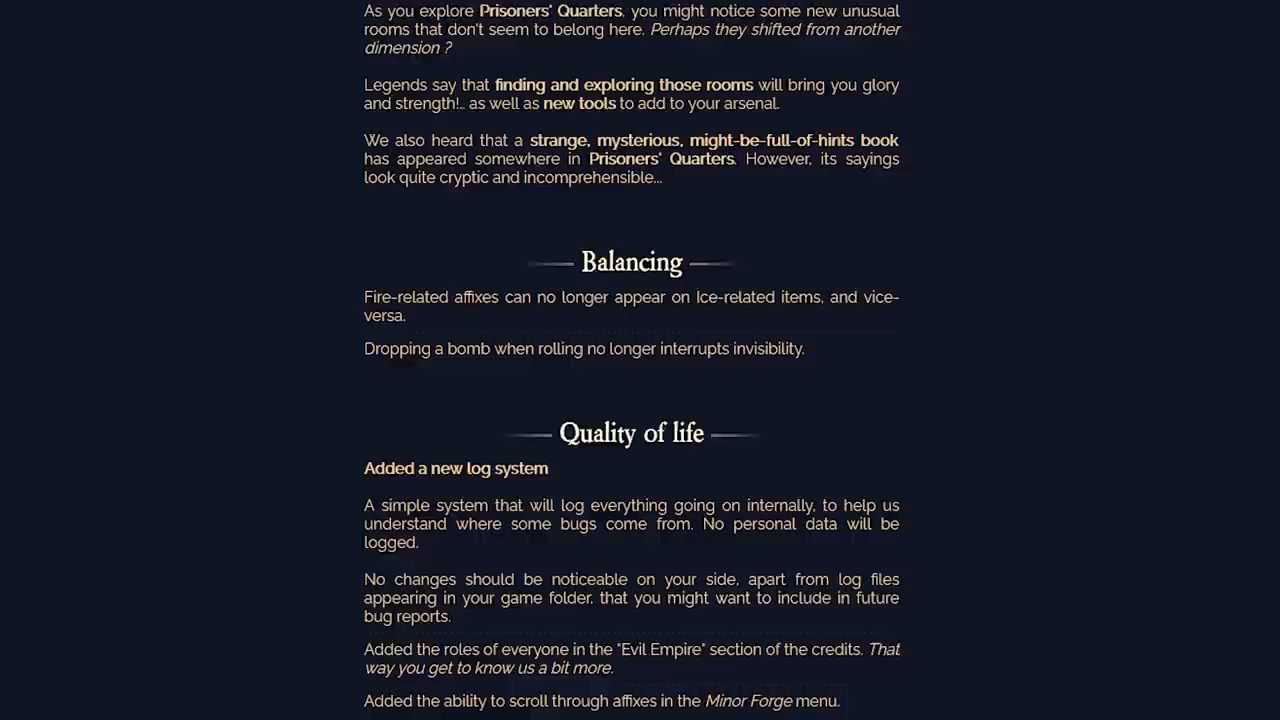 As you explore Prisoners' Quarters, you might notice some new unusual
rooms that don't seem to belong here. Perhaps they shifted from another
dimension ?
Legends say that finding and exploring those rooms will bring you glory
and strength!.. as well as new tools to add to your arsenal.
We also heard that a strange, mysterious, might-be-full-of-hints book
has appeared somewhere in Prisoners' Quarters. However, its sayings
look quite cryptic and incomprehensible...
Balancing
Fire-related affixes can no longer appear on Ice-related items, and vice-
versa.
Dropping a bomb when rolling no longer interrupts invisibility.
Quality of life
Added a new log system
A simple system that will log everything going on internally, to help us
understand where some bugs come from. No personal data will be
logged.
No changes should be noticeable on your side, apart from log files
appearing in your game folder, that you might want to include in future
bug reports.
Added the roles of everyone in the "Evil Empire" section of the credits. That
way you get to know us a bit more.
Added the ability to scroll through affixes in the Minor Forge menu.